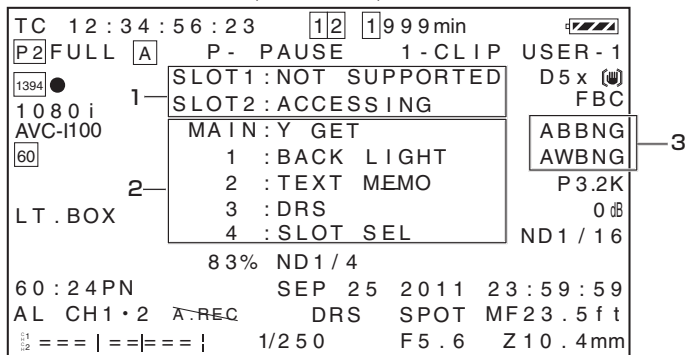 TC 12:34:56:23 12 1999min
P2 FULL A P- PAUSE 1-CLIP USER-1
1394 SLOT1:NOT SUPPORTED D5x
1 SLOT2:ACCESSING FBC
1080i
AVC-I100 MAIN:Y GET ABBNG
60 1 :BACK LIGHT AWBNG 3
2 2 :TEXT MEMO P3.2K
LT.BOX 3 :DRS 0dB
4 :SLOT SEL ND1/16
83% ND1/4
60:24PN SEP 25 2011 23:59:59
AL CH1・2 A.REC DRS SPOT MF23.5ft
1/250 F5.6 Z10.4mm